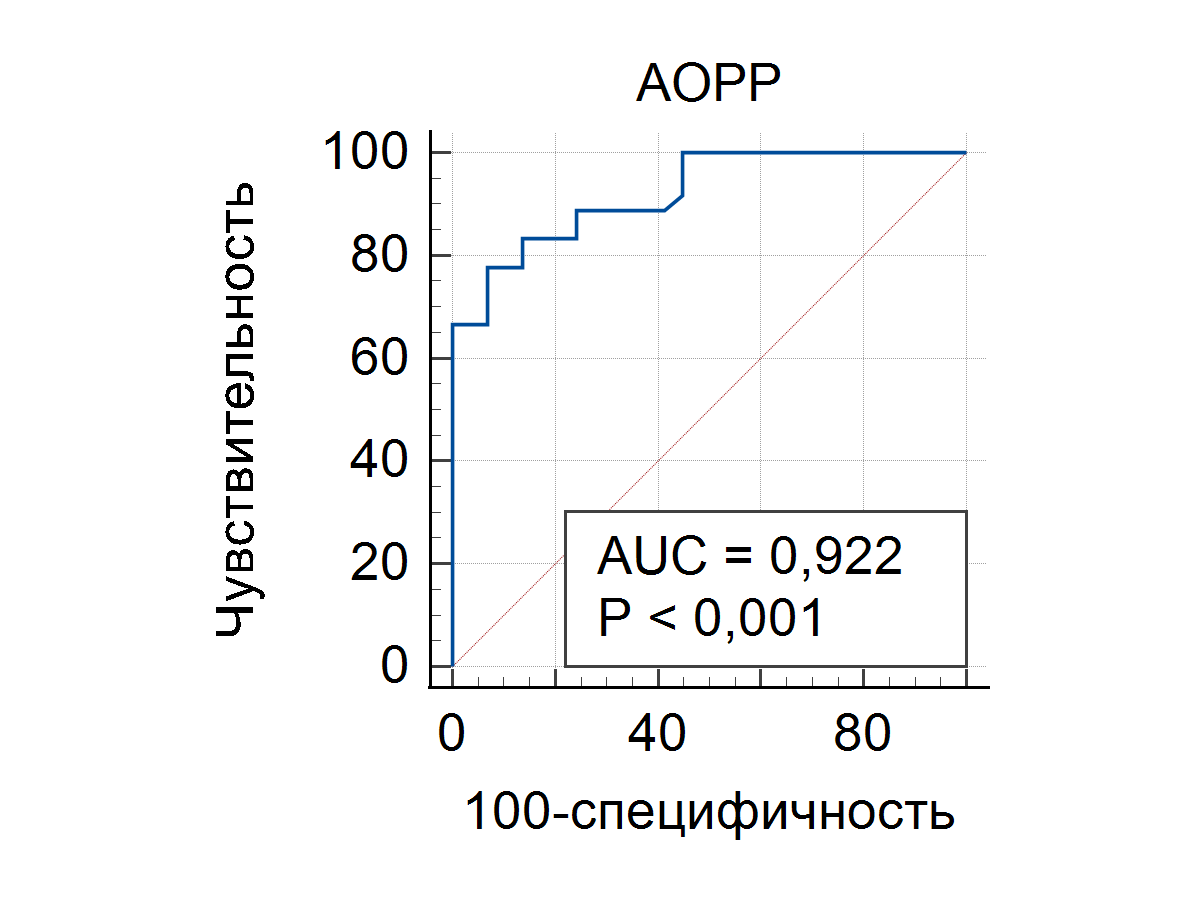 AOPP
100
80
60
40
20
0
Чувствительность
AUC = 0,922
P < 0,001
0 40 80
100-специфичность